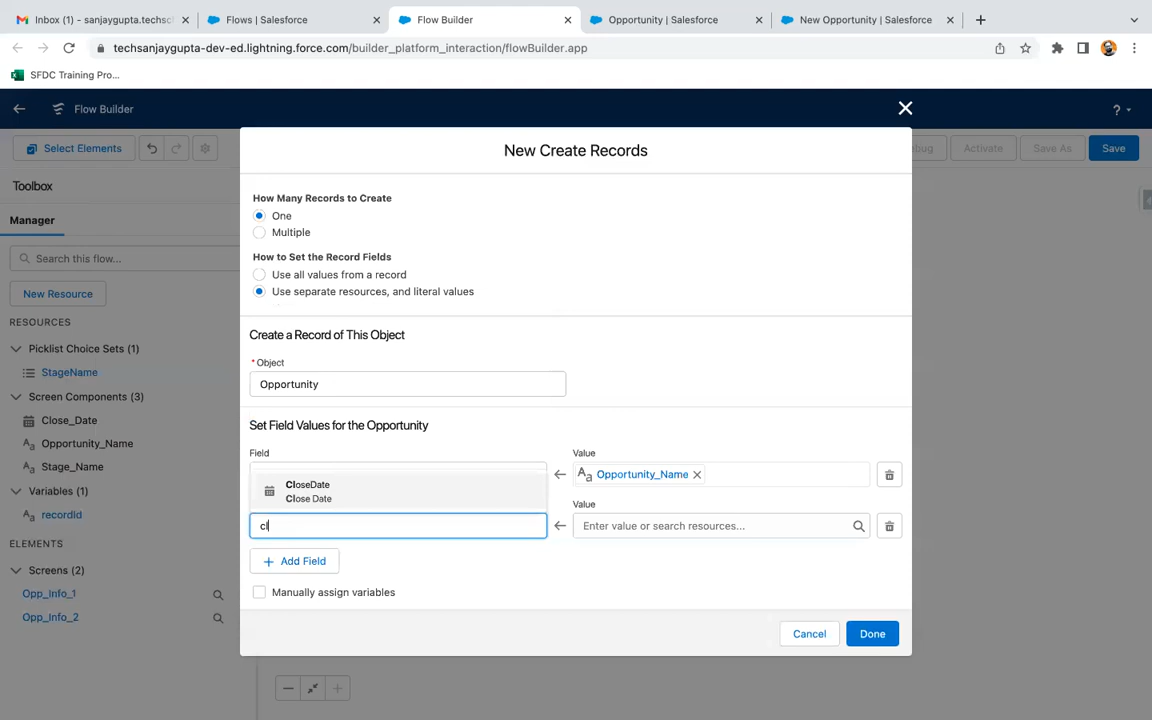 Inbox (1) - sanjaygupta.techsc
Flows | Salesforce
Flow Builder
Opportunity | Salesforce
New Opportunity | Salesforce
techsanjaygupta-dev-ed.lightning.force.com/builder_platform_interaction/flowBuilder.app
SFDC Training Pro...
Flow Builder
?
Select Elements
bug
Activate
Save As
Save
New Create Records
Toolbox
Manager
Search this flow...
New Resource
RESOURCES
Picklist Choice Sets (1)
StageName
Screen Components (3)
Close_Date
Opportunity_Name
Stage_Name
Variables (1)
recordId
ELEMENTS
Screens (2)
Opp_Info_1
Opp_Info_2
How Many Records to Create
One
Multiple
How to Set the Record Fields
Use all values from a record
Use separate resources, and literal values
Create a Record of This Object
* Object
Opportunity
Set Field Values for the Opportunity
Field
Value
Opportunity_Name
CloseDate
Close Date
Value
cl
Enter value or search resources...
Add Field
Manually assign variables
Cancel
Done